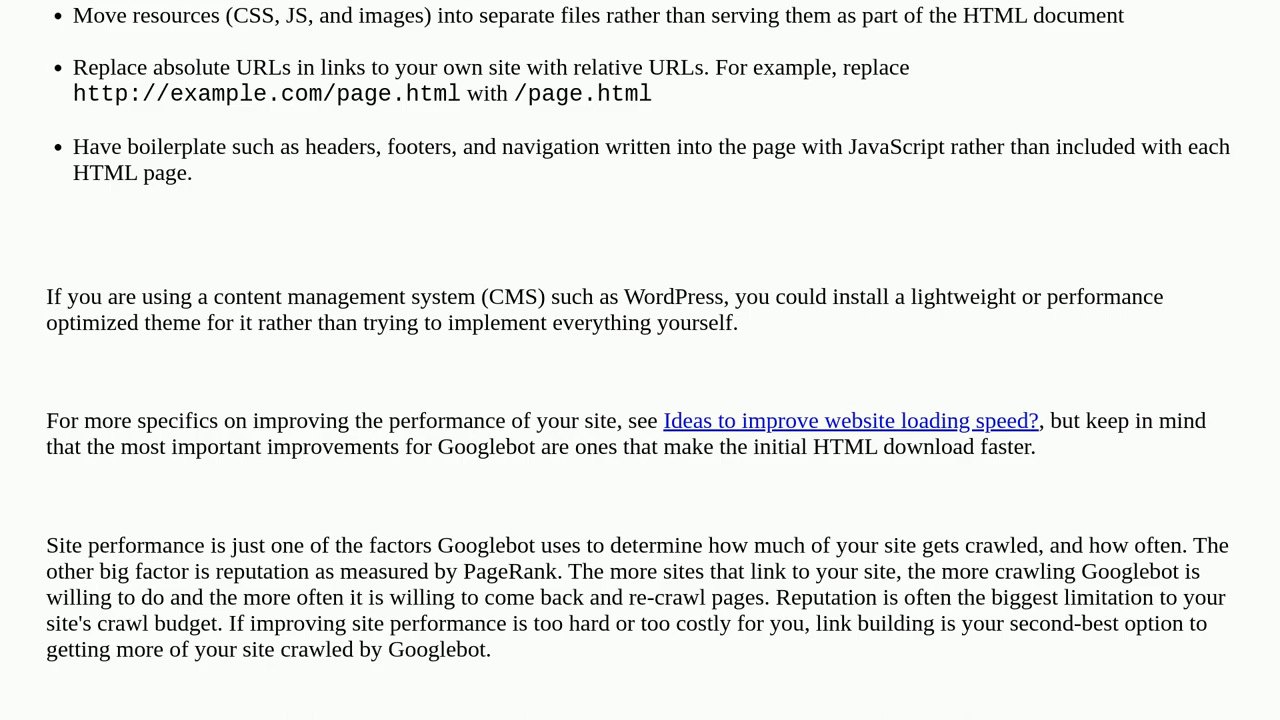 • Move resources (CSS, JS, and images) into separate files rather than serving them as part of the HTML document
• Replace absolute URLs in links to your own site with relative URLs. For example, replace
http://example.com/page.html with /page.html
• Have boilerplate such as headers, footers, and navigation written into the page with JavaScript rather than included with each
HTML page.
If you are using a content management system (CMS) such as WordPress, you could install a lightweight or performance
optimized theme for it rather than trying to implement everything yourself.
For more specifics on improving the performance of your site, see Ideas to improve website loading speed?, but keep in mind
that the most important improvements for Googlebot are ones that make the initial HTML download faster.
Site performance is just one of the factors Googlebot uses to determine how much of your site gets crawled, and how often. The
other big factor is reputation as measured by PageRank. The more sites that link to your site, the more crawling Googlebot is
willing to do and the more often it is willing to come back and re-crawl pages. Reputation is often the biggest limitation to your
site's crawl budget. If improving site performance is too hard or too costly for you, link building is your second-best option to
getting more of your site crawled by Googlebot.